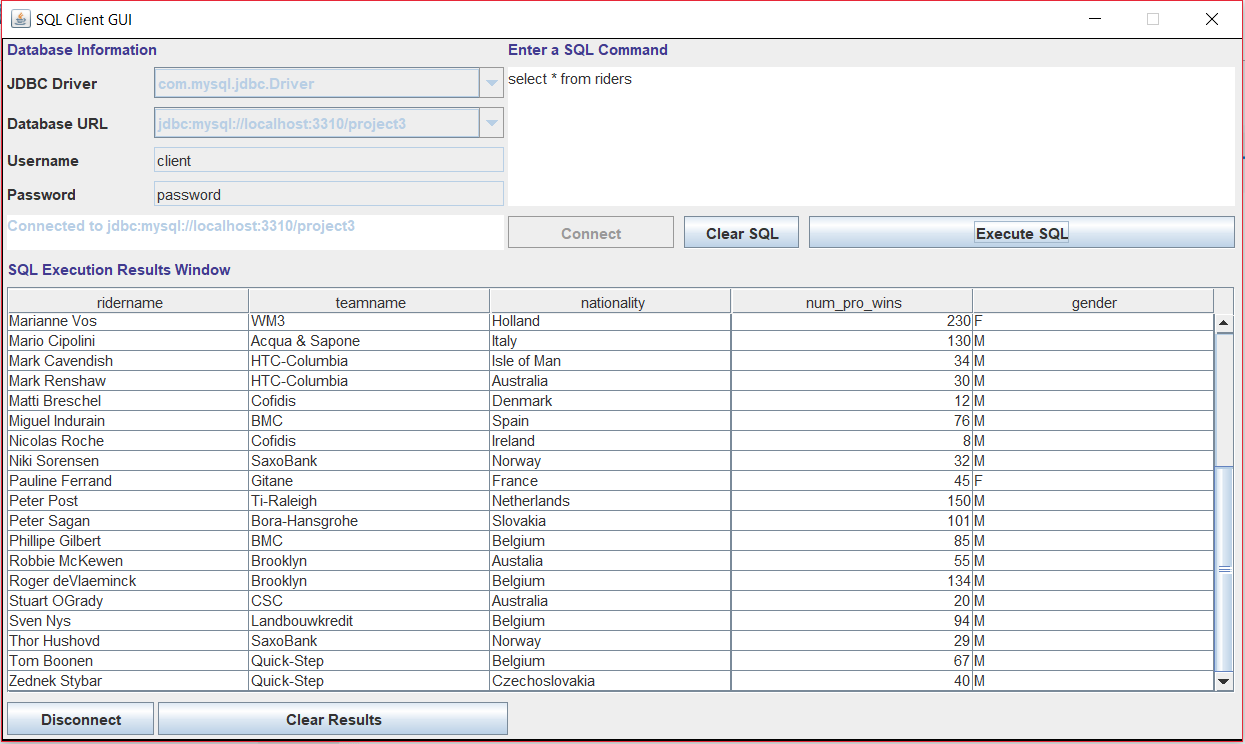 SQL Client GUI
Database Information
Enter a SQL Command
JDBC Driver com.mysql.jdbc.Driver
select * from riders
Database URL jdbc:mysql://localhost:3310/project3
Username client
Password password
Connected to jdbc:mysql://localhost:3310/project3
Connect Clear SQL Execute SQL
SQL Execution Results Window
ridername teamname nationality num_pro_wins gender
Marianne Vos WM3 Holland 230 F
Mario Cipolini Acqua & Sapone Italy 130 M
Mark Cavendish HTC-Columbia Isle of Man 34 M
Mark Renshaw HTC-Columbia Australia 30 M
Matti Breschel Cofidis Denmark 12 M
Miguel Indurain BMC Spain 76 M
Nicolas Roche Cofidis Ireland 8 M
Niki Sorensen SaxoBank Norway 32 M
Pauline Ferrand Gitane France 45 F
Peter Post Ti-Raleigh Netherlands 150 M
Peter Sagan Bora-Hansgrohe Slovakia 101 M
Phillipe Gilbert BMC Belgium 85 M
Robbie McKewen Brooklyn Austalia 55 M
Roger deVlaeminck Brooklyn Belgium 134 M
Stuart OGrady CSC Australia 20 M
Sven Nys Landbouwkredit Belgium 94 M
Thor Hushovd SaxoBank Norway 29 M
Tom Boonen Quick-Step Belgium 67 M
Zednek Stybar Quick-Step Czechoslovakia 40 M
Disconnect Clear Results